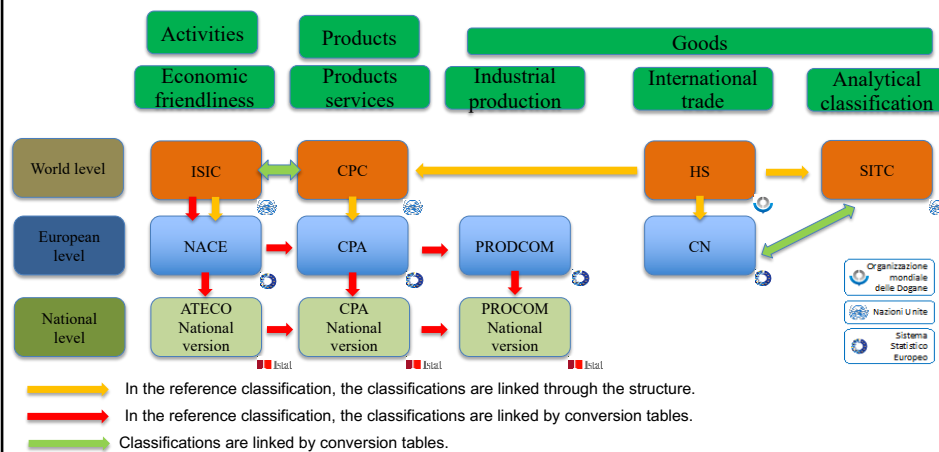 Activities
Products
Goods
Economic
friendliness
Products
services
Industrial
production
International
trade
Analytical
classification
World level
ISIC
CPC
HS
SITC
European
level
NACE
CPA
PRODCOM
CN
National
level
ATECO
National
version
CPA
National
version
PROCOM
National
version
Istat
Istat
Istat
Organizzazione
mondiale
delle Dogane
Nazioni Unite
Sistema
Statistico
Europeo
In the reference classification, the classifications are linked through the structure.
In the reference classification, the classifications are linked by conversion tables.
Classifications are linked by conversion tables.